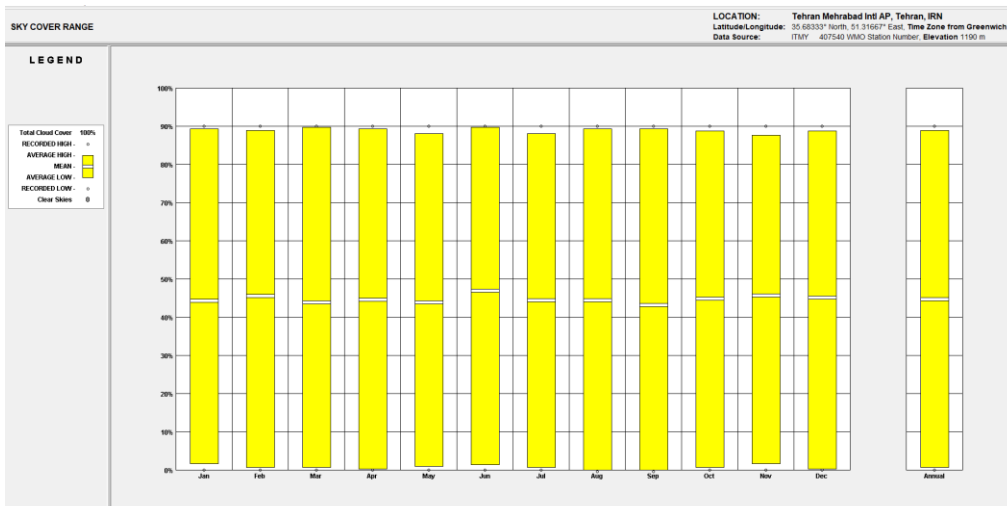 SKY COVER RANGE
LOCATION: Tehran Mehrabad Intl AP, Tehran, IRN
Latitude/Longitude: 35.68333° North, 51.31667° East, Time Zone from Greenwich
Data Source: ITMY 407540 WMO Station Number, Elevation 1190 m
LEGEND
Total Cloud Cover 100%
RECORDED HIGH -
AVERAGE HIGH -
MEAN -
AVERAGE LOW -
RECORDED LOW -
Clear Skies 0
100%
90%
80%
70%
60%
50%
40%
30%
20%
10%
0%
Jan Feb Mar Apr May Jun Jul Aug Sep Oct Nov Dec Annual